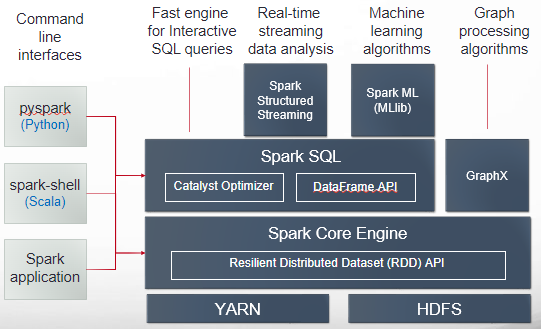 Command
line
interfaces
Fast engine
for Interactive
SQL queries
Real-time
streaming
data analysis
Machine
learning
algorithms
Graph
processing
algorithms
pyspark
(Python)
spark-shell
(Scala)
Spark
application
Spark
Structured
Streaming
Spark ML
(MLlib)
Spark SQL
Catalyst Optimizer
DataFrame API
GraphX
Spark Core Engine
Resilient Distributed Dataset (RDD) API
YARN
HDFS